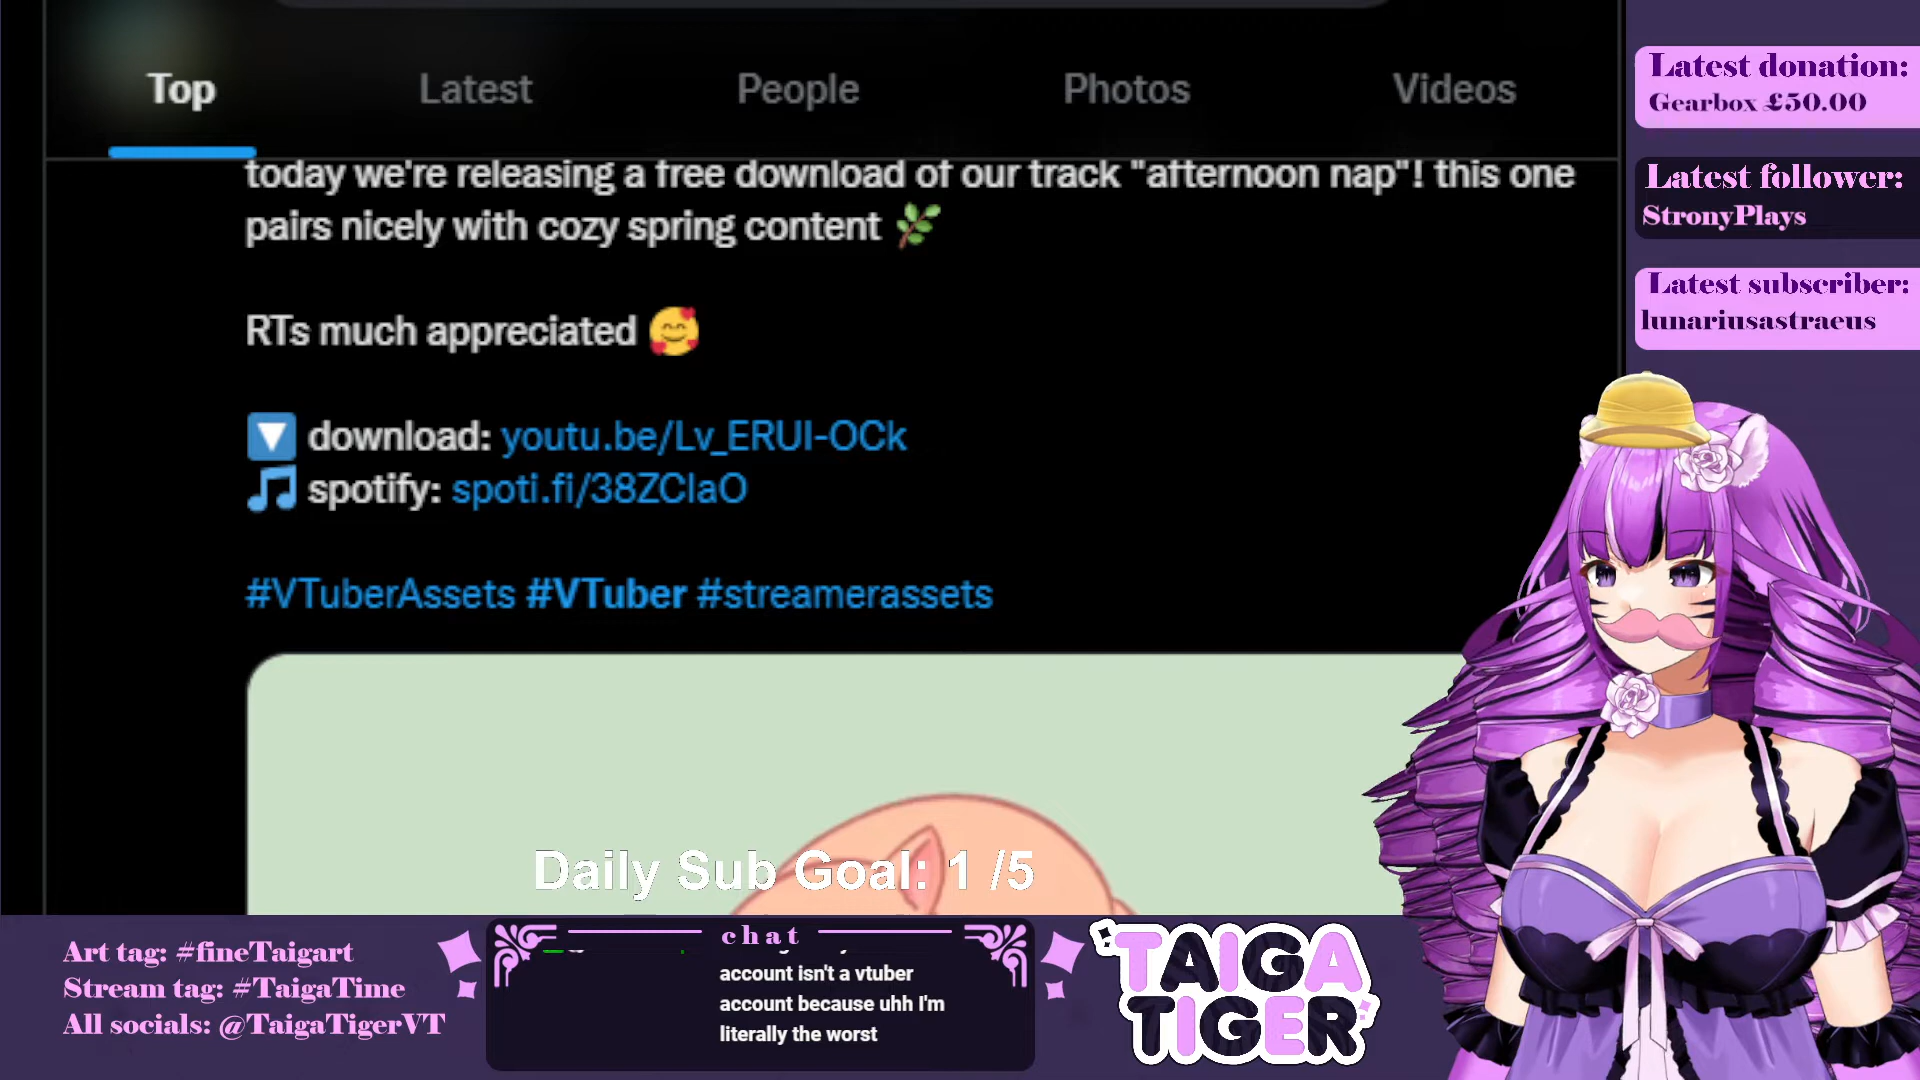 Top Latest People Photos Videos
today we're releasing a free download of our track "afternoon nap"! this one
pairs nicely with cozy spring content
RTs much appreciated
download: youtu.be/Lv_ERUI-OCk
spotify: spoti.fi/38ZClaO
#VTuberAssets #VTuber #streamerassets
Daily Sub Goal: 1 /5
Latest donation:
Gearbox £50.00
Latest follower:
StronyPlays
Latest subscriber:
lunariusastraeus
Art tag: #fineTaigart
Stream tag: #TaigaTime
All socials: @TaigaTigerVT
chat
account isn't a vtuber
account because uhh I'm
literally the worst
TAIGA
TIGER